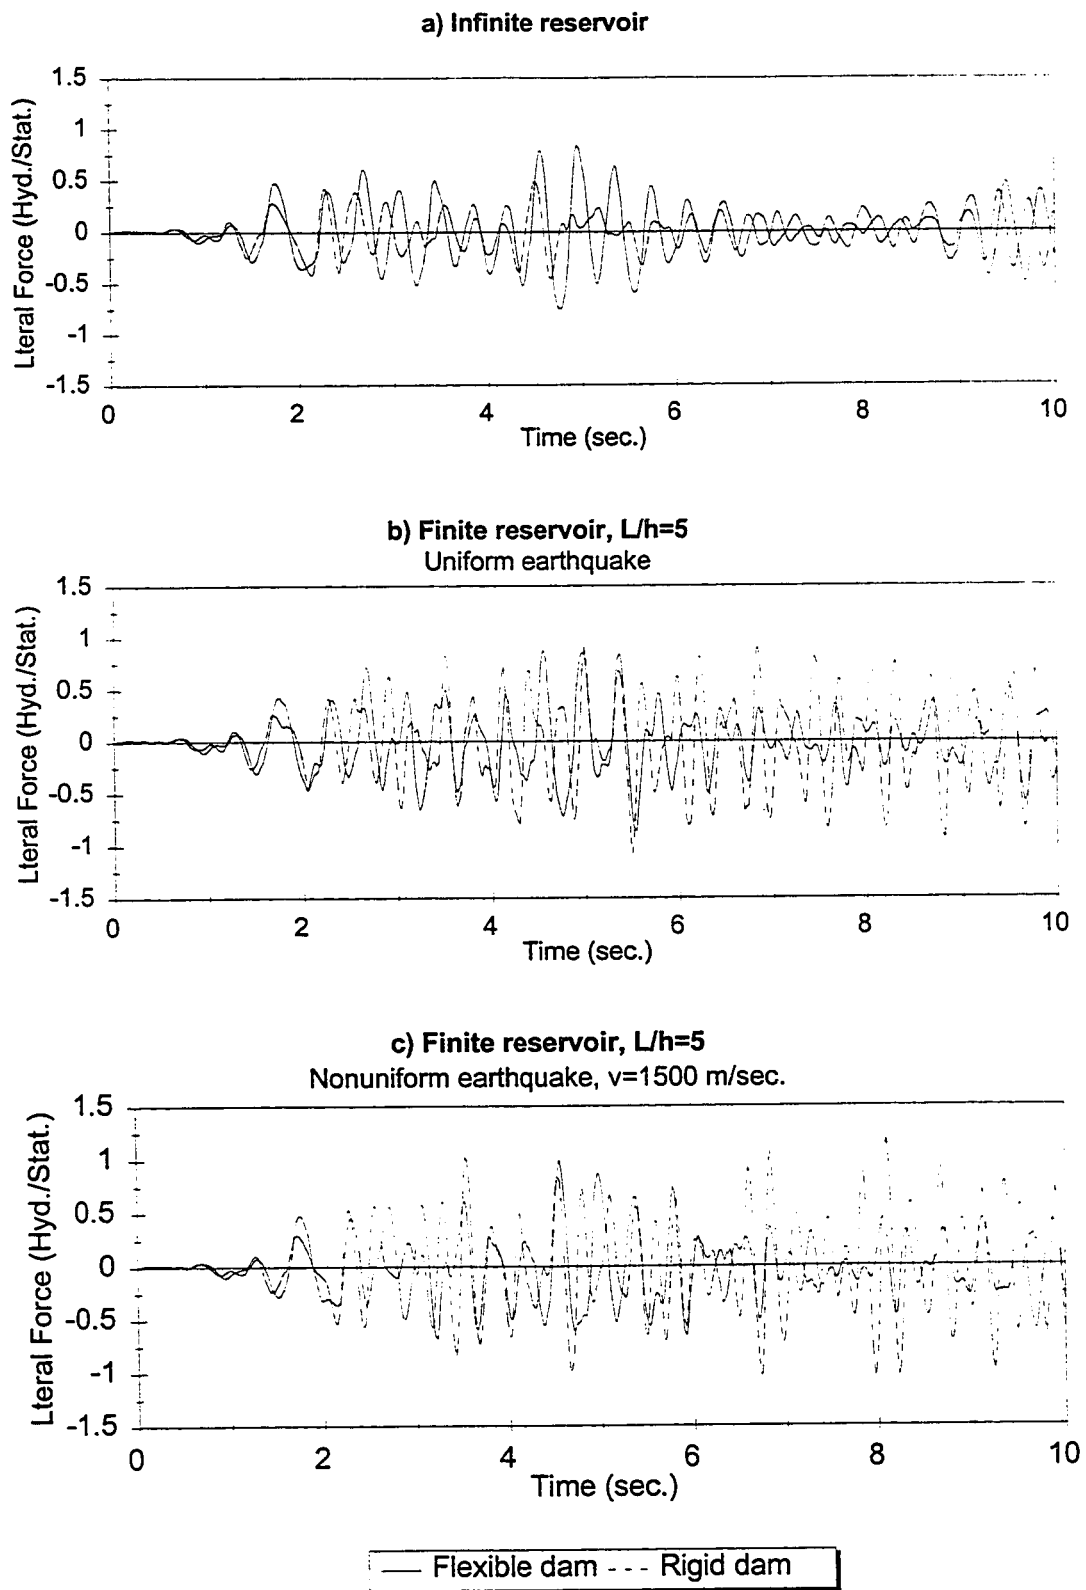 a) Infinite reservoir
1.5
1
0.5
0
-0.5
-1
-1.5
Lteral Force (Hyd./Stat.)
0 2 4 6 8 10
Time (sec.)
b) Finite reservoir, L/h=5
Uniform earthquake
1.5
1
0.5
0
-0.5
-1
-1.5
Lteral Force (Hyd./Stat.)
0 2 4 6 8 10
Time (sec.)
c) Finite reservoir, L/h=5
Nonuniform earthquake, v=1500 m/sec.
1.5
1
0.5
0
-0.5
-1
-1.5
Lteral Force (Hyd./Stat.)
0 2 4 6 8 10
Time (sec.)
Flexible dam Rigid dam